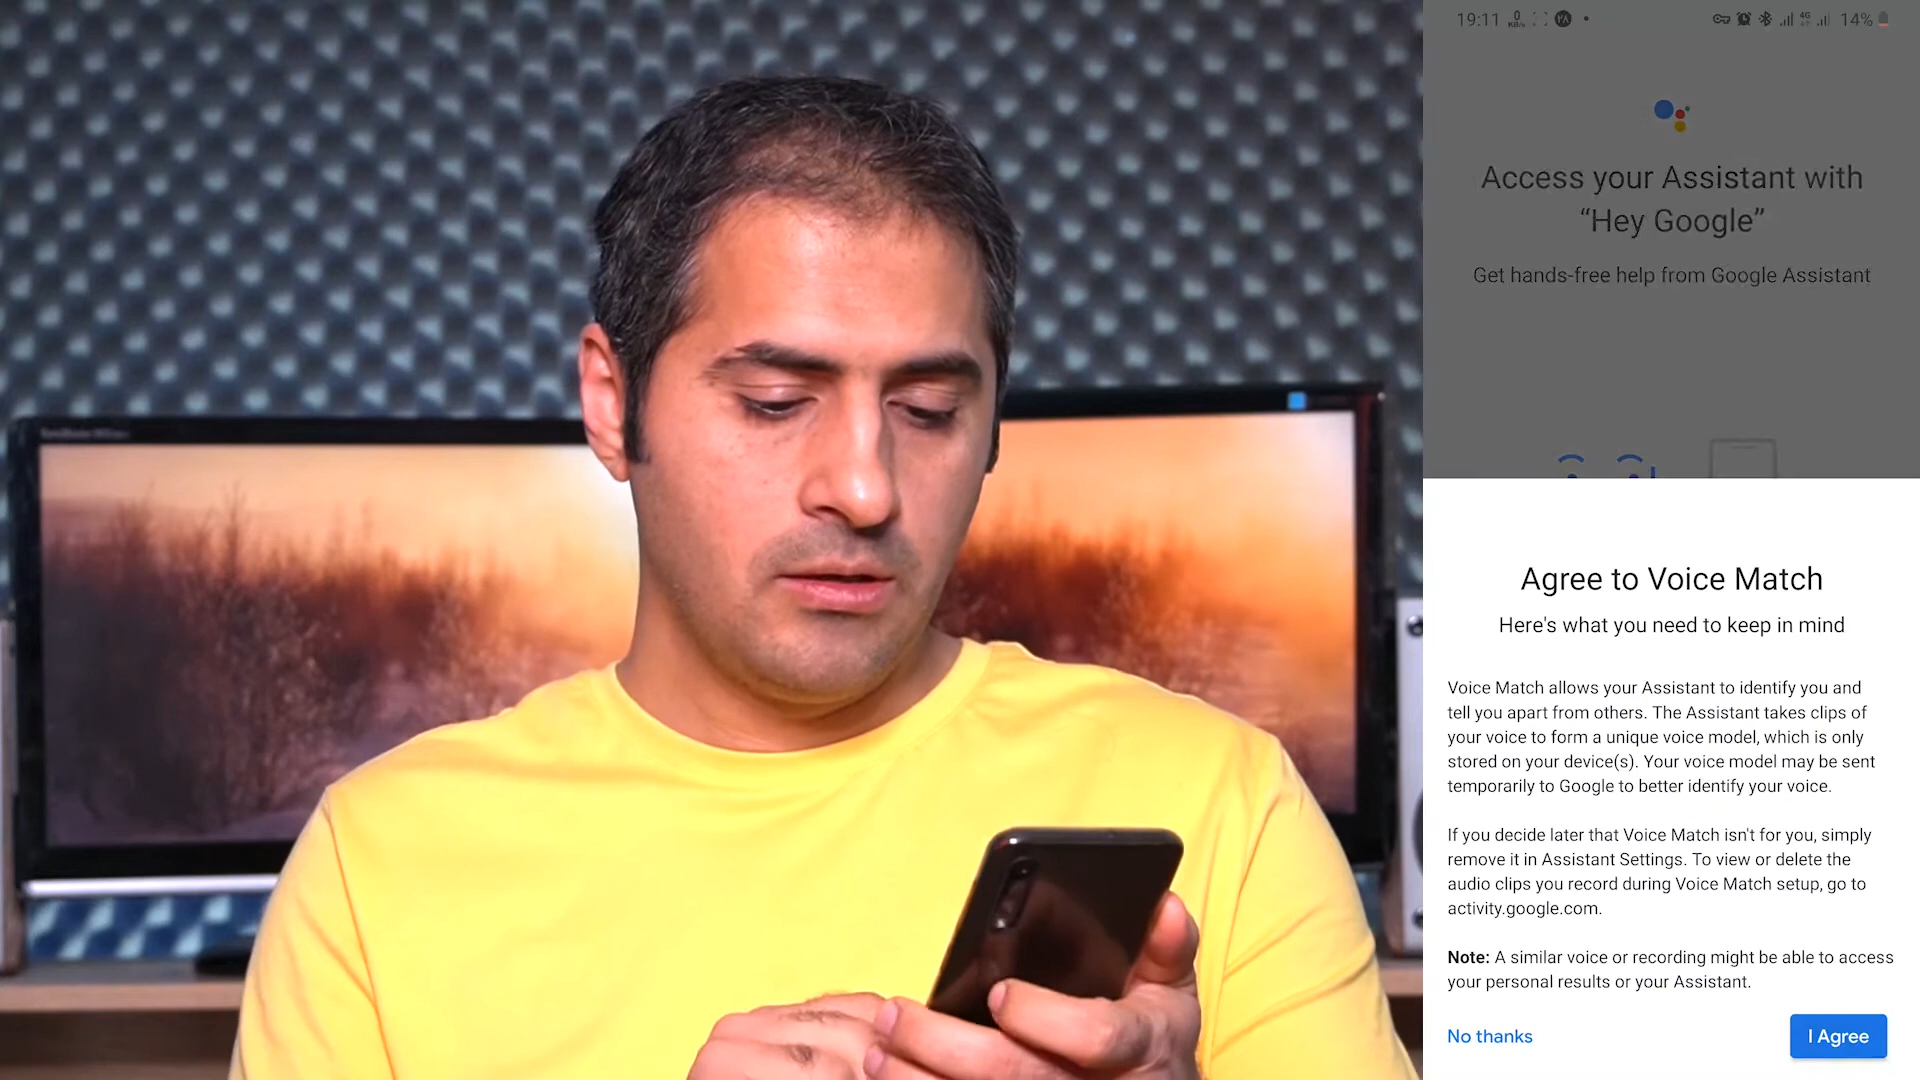 19:11 0 KB/s 4G 14%
Access your Assistant with
“Hey Google”
Get hands-free help from Google Assistant
Agree to Voice Match
Here's what you need to keep in mind
Voice Match allows your Assistant to identify you and
tell you apart from others. The Assistant takes clips of
your voice to form a unique voice model, which is only
stored on your device(s). Your voice model may be sent
temporarily to Google to better identify your voice.
If you decide later that Voice Match isn't for you, simply
remove it in Assistant Settings. To view or delete the
audio clips you record during Voice Match setup, go to
activity.google.com.
Note: A similar voice or recording might be able to access
your personal results or your Assistant.
No thanks
I Agree